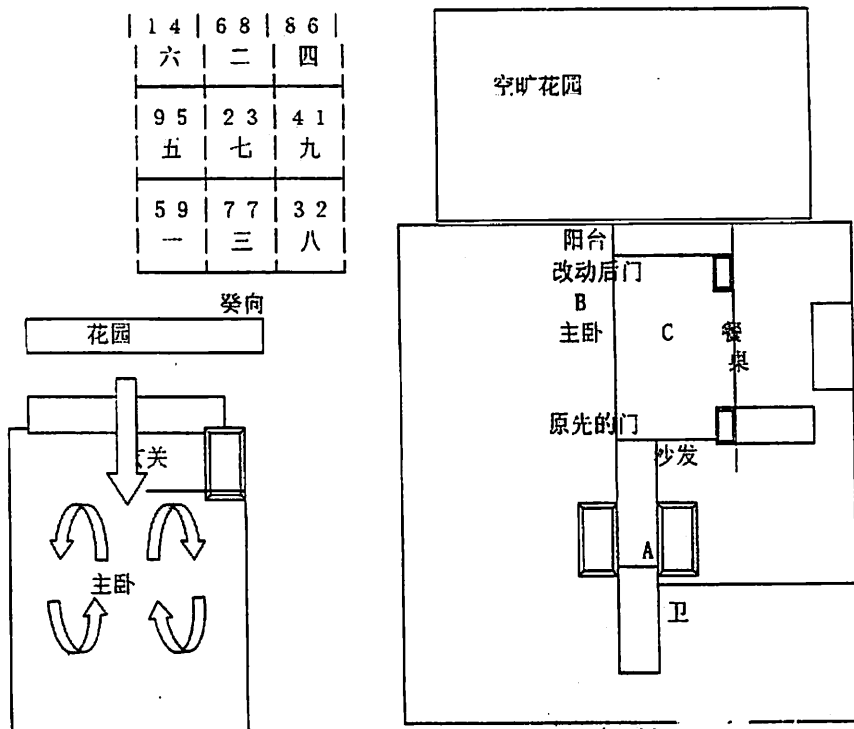 1 4 6 8 8 6
六 二 四
9 5 2 3 4 1
五 七 九
5 9 7 7 3 2
一 三 八
癸向
花园
玄关
主卧
空旷花园
阳台
改动后门
B
主卧 C 餐桌
原先的门
沙发
A
卫